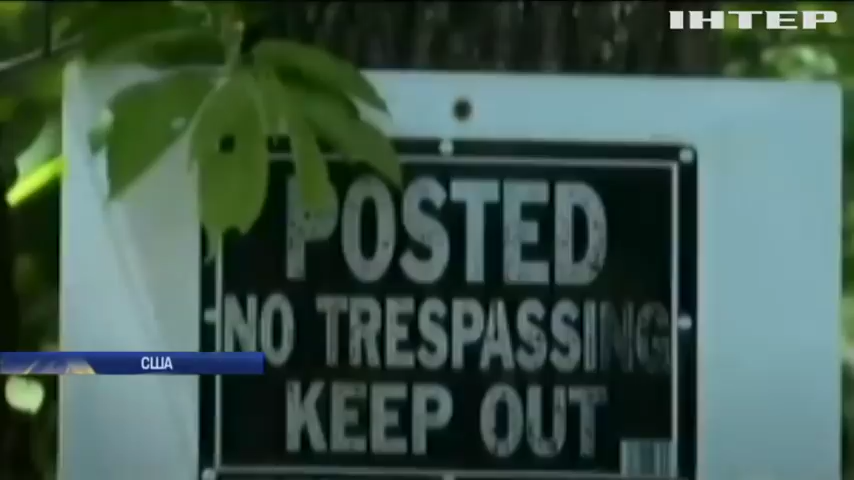 ІНТЕР
POSTED
NO TRESPASSING
KEEP OUT
США